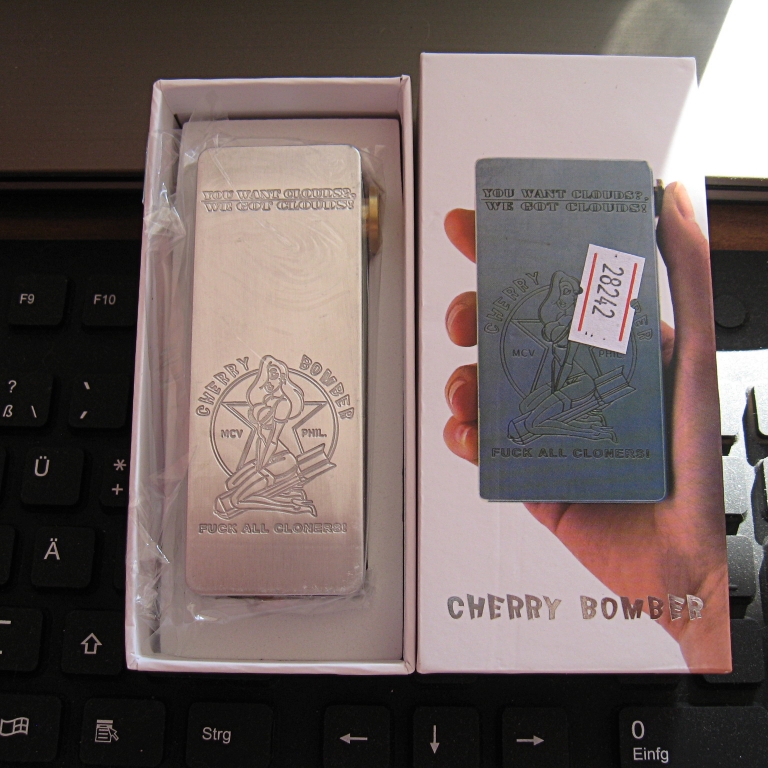 YOU WANT CLOUDS?,
WE GOT CLOUDS!
CHERRY BOMBER
MCV PHIL.
FUCK ALL CLONERS!
YOU WANT CLOUDS?,
WE GOT CLOUDS!
28242
CHERRY BER
MCV PHIL
FUCK ALL CLONERS!
CHERRY BOMBER
F9
F10
? ß \
Ü
* +
Ä
Strg
0
Einfg